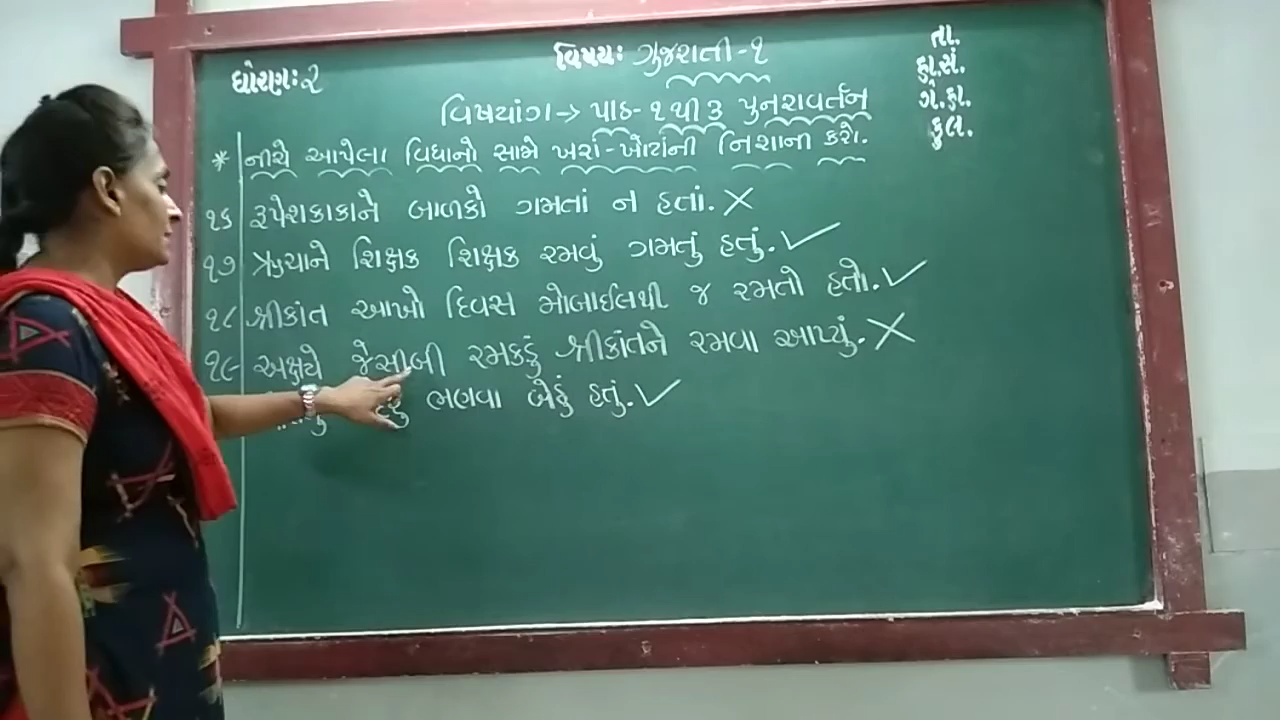 ધોરણ: ૨
વિષય: ગુજરાતી-૧
તા.
હા.સં.
ગે.હા.
કુલ.
વિષયાંગ → પાઠ-૧ થી ૩ પુનરાવર્તન
* નીચે આપેલા વિધાનો સામે ખરાં-ખોટાંની નિશાની કરો.
૧૬ રૂપેશકાકાને બાળકો ગમતાં ન હતાં. ✗
૧૭ ઋચાને શિક્ષક શિક્ષક રમવું ગમતું હતું. ✓
૧૮ શ્રીકાંત આખો દિવસ મોબાઈલથી જ રમતો હતો. ✓
૧૯ અક્ષયે જેસીબી રમકડું શ્રીકાંતને રમવા આપ્યું. ✗
ભણવા બેઠું હતું. ✓